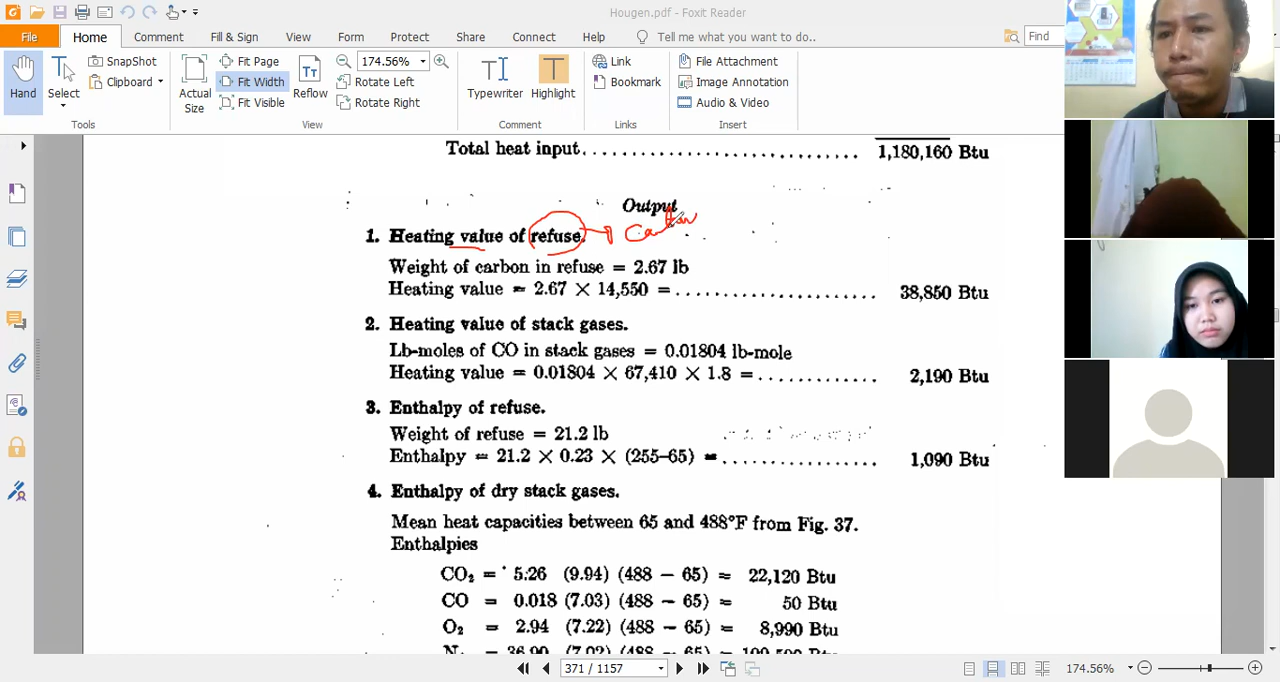 Hougen.pdf - Foxit Reader
File Home Comment Fill & Sign View Form Protect Share Connect Help Tell me what you want to do.. Find
Hand Select SnapShot Clipboard Actual Size Fit Page Fit Width Fit Visible Reflow 174.56% Rotate Left Rotate Right Typewriter Highlight Link Bookmark File Attachment Image Annotation Audio & Video
Tools View Comment Links Insert
Total heat input. 1,180,160 Btu
Output
1. Heating value of refuse.
Weight of carbon in refuse = 2.67 lb
Heating value = 2.67 × 14,550 = 38,850 Btu
2. Heating value of stack gases.
Lb-moles of CO in stack gases = 0.01804 lb-mole
Heating value = 0.01804 × 67,410 × 1.8 = 2,190 Btu
3. Enthalpy of refuse.
Weight of refuse = 21.2 lb
Enthalpy = 21.2 × 0.23 × (255–65) = 1,090 Btu
4. Enthalpy of dry stack gases.
Mean heat capacities between 65 and 488°F from Fig. 37.
Enthalpies
CO₂ = 5.26 (9.94) (488 – 65) = 22,120 Btu
CO = 0.018 (7.03) (488 – 65) = 50 Btu
O₂ = 2.94 (7.22) (488 – 65) = 8,990 Btu
371 / 1157 174.56%